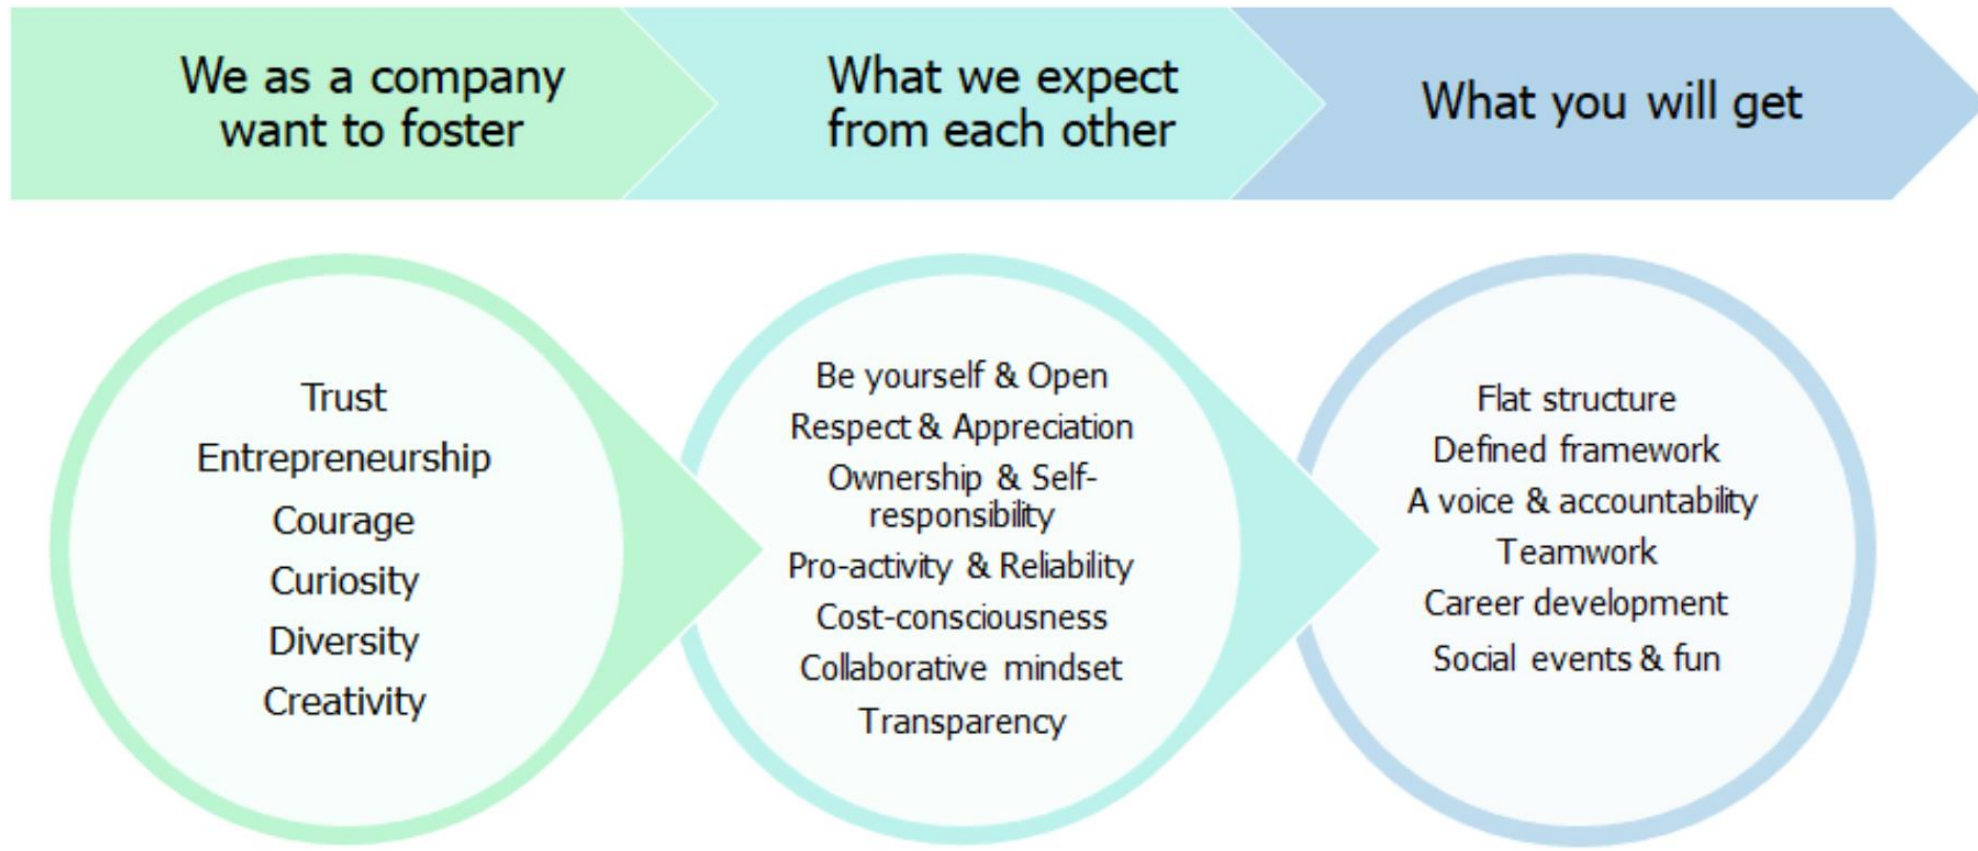 We as a company
want to foster
What we expect
from each other
What you will get
Trust
Entrepreneurship
Courage
Curiosity
Diversity
Creativity
Be yourself & Open
Respect & Appreciation
Ownership & Self-
responsibility
Pro-activity & Reliability
Cost-consciousness
Collaborative mindset
Transparency
Flat structure
Defined framework
A voice & accountability
Teamwork
Career development
Social events & fun